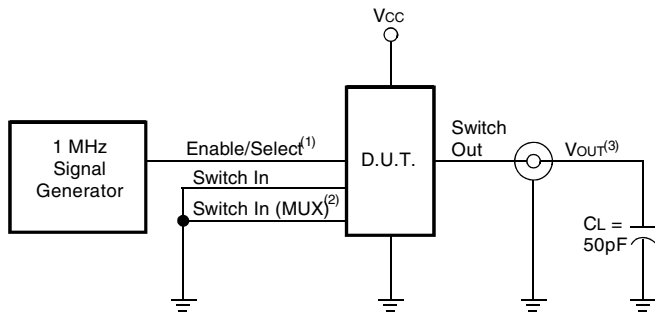 VCC
1 MHz
Signal
Generator
Enable/Select(1)
Switch In
Switch In (MUX)(2)
D.U.T.
Switch
Out
VOUT(3)
CL =
50pF